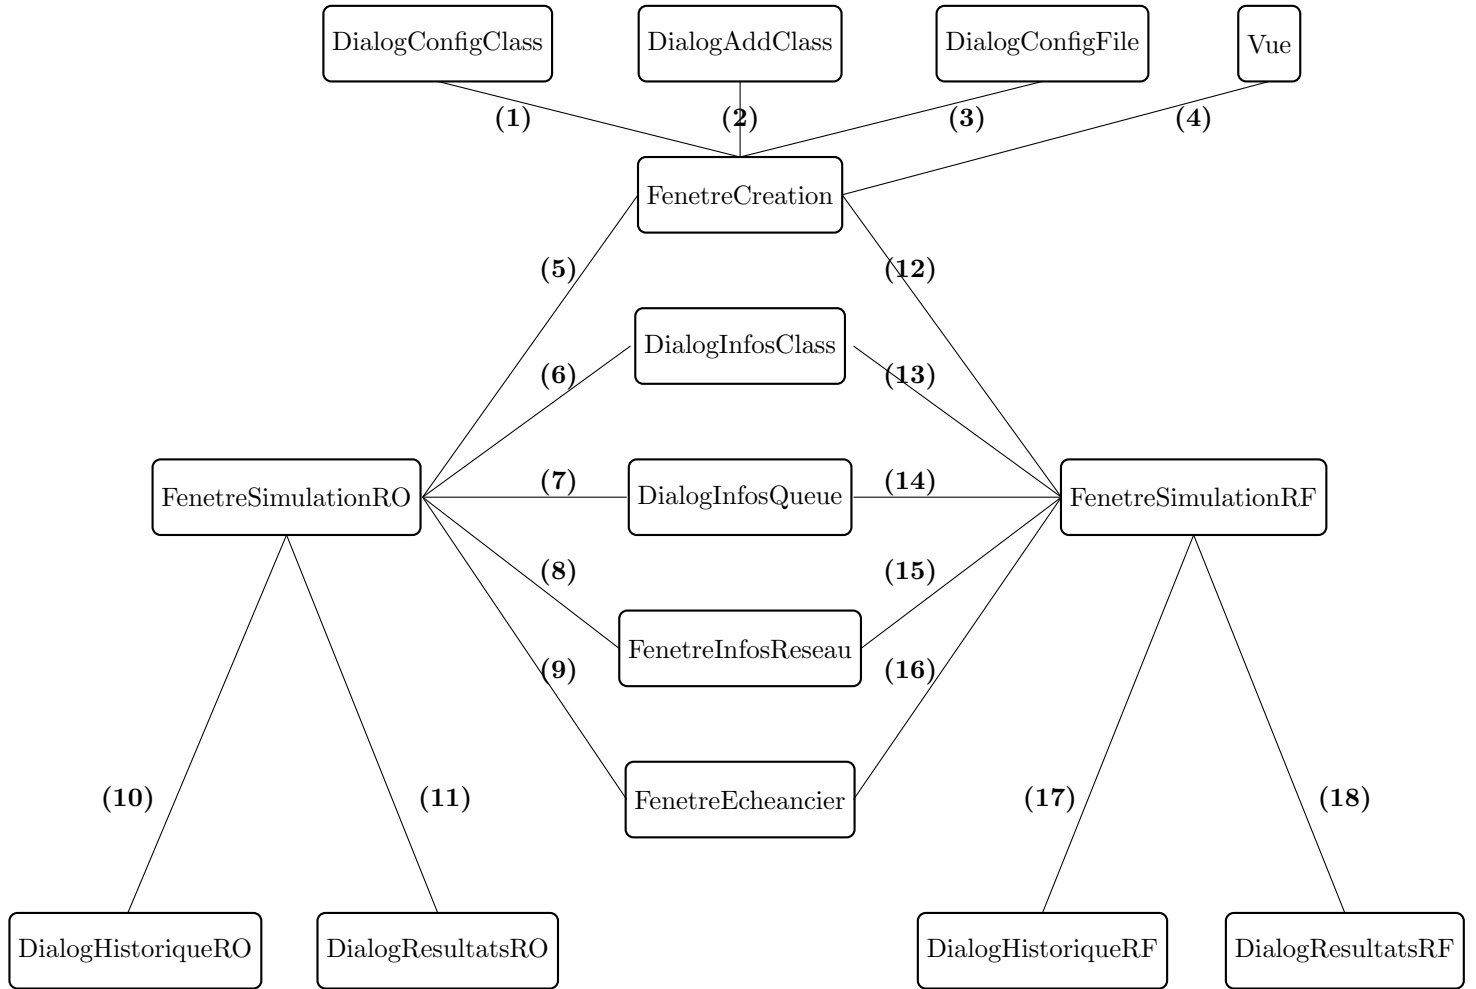 DialogConfigClass
DialogAddClass
DialogConfigFile
Vue
(1)
(2)
(3)
(4)
FenetreCreation
(5)
(12)
DialogInfosClass
(6)
(13)
FenetreSimulationRO
(7)
DialogInfosQueue
(14)
FenetreSimulationRF
(8)
(15)
FenetreInfosReseau
(9)
(16)
FenetreEcheancier
(10)
(11)
(17)
(18)
DialogHistoriqueRO
DialogResultatsRO
DialogHistoriqueRF
DialogResultatsRF